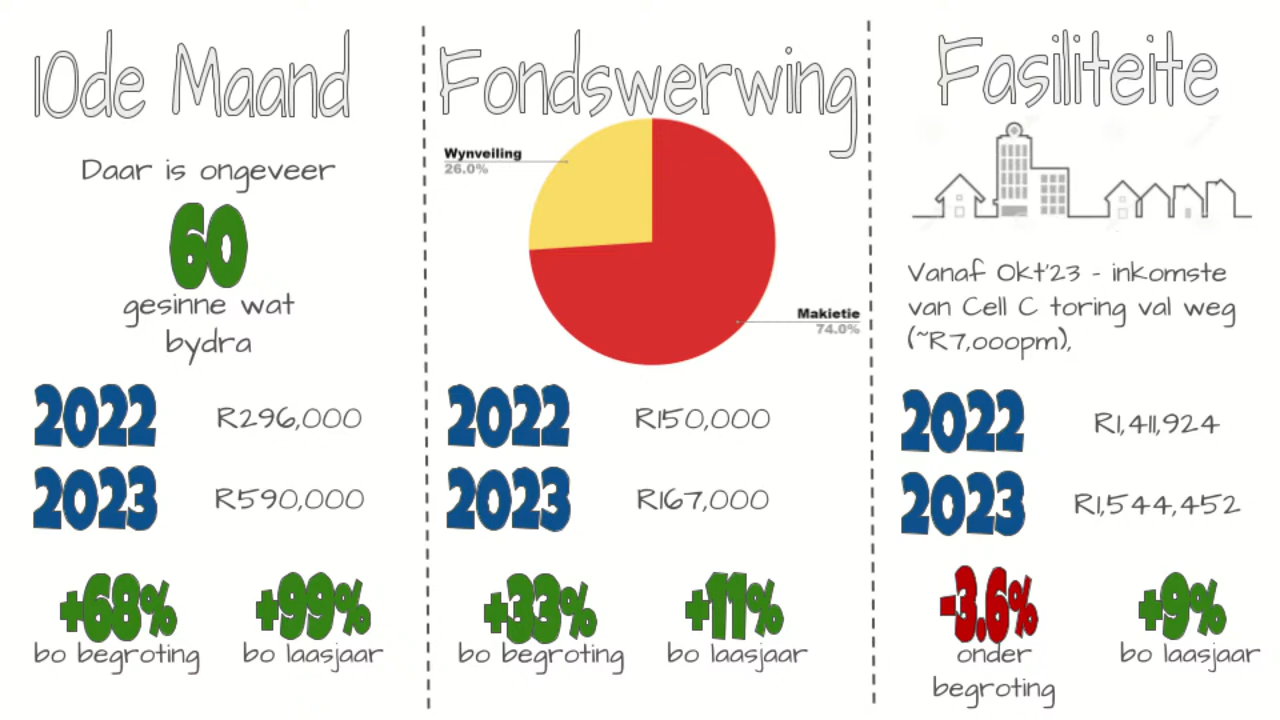 10de Maand
Daar is ongeveer
60
gesinne wat
bydra
2022 R296,000
2023 R590,000
+68% +99%
bo begroting bo laasjaar
Fondswerwing
Wynveiling
26.0%
Makietie
74.0%
2022 R150,000
2023 R167,000
+33% +11%
bo begroting bo laasjaar
Fasiliteite
Vanaf Okt'23 - inkomste
van Cell C toring val weg
(~R7,000pm),
2022 R1,411,924
2023 R1,544,452
-3.6% +9%
onder bo laasjaar
begroting